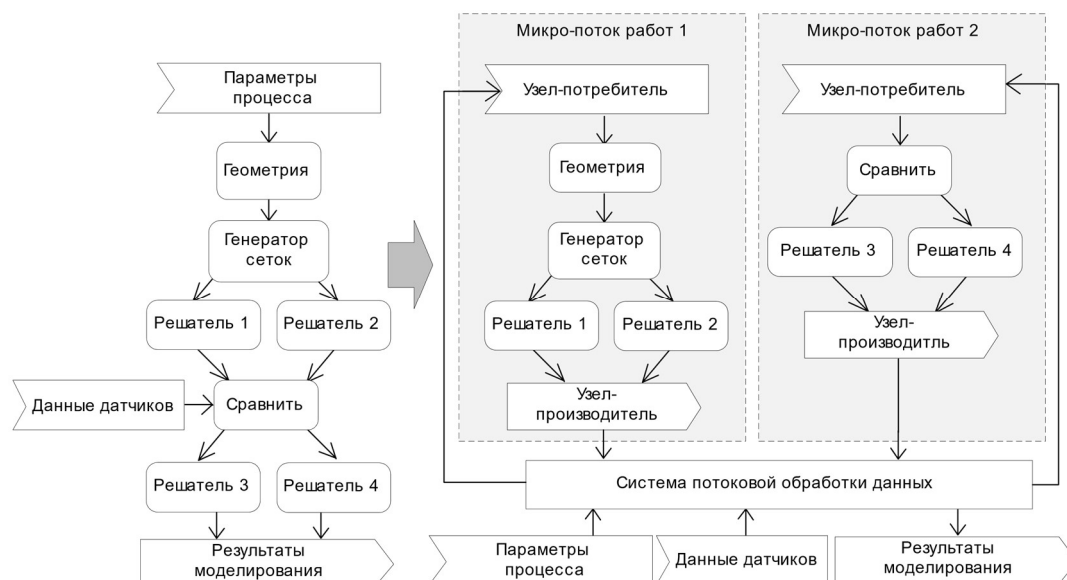 Параметры
процесса
Геометрия
Генератор
сеток
Решатель 1
Решатель 2
Данные датчиков
Сравнить
Решатель 3
Решатель 4
Результаты
моделирования
Микро-поток работ 1
Узел-потребитель
Геометрия
Генератор
сеток
Решатель 1
Решатель 2
Узел-
производитель
Микро-поток работ 2
Узел-потребитель
Сравнить
Решатель 3
Решатель 4
Узел-
производитль
Система потоковой обработки данных
Параметры
процесса
Данные датчиков
Результаты
моделирования